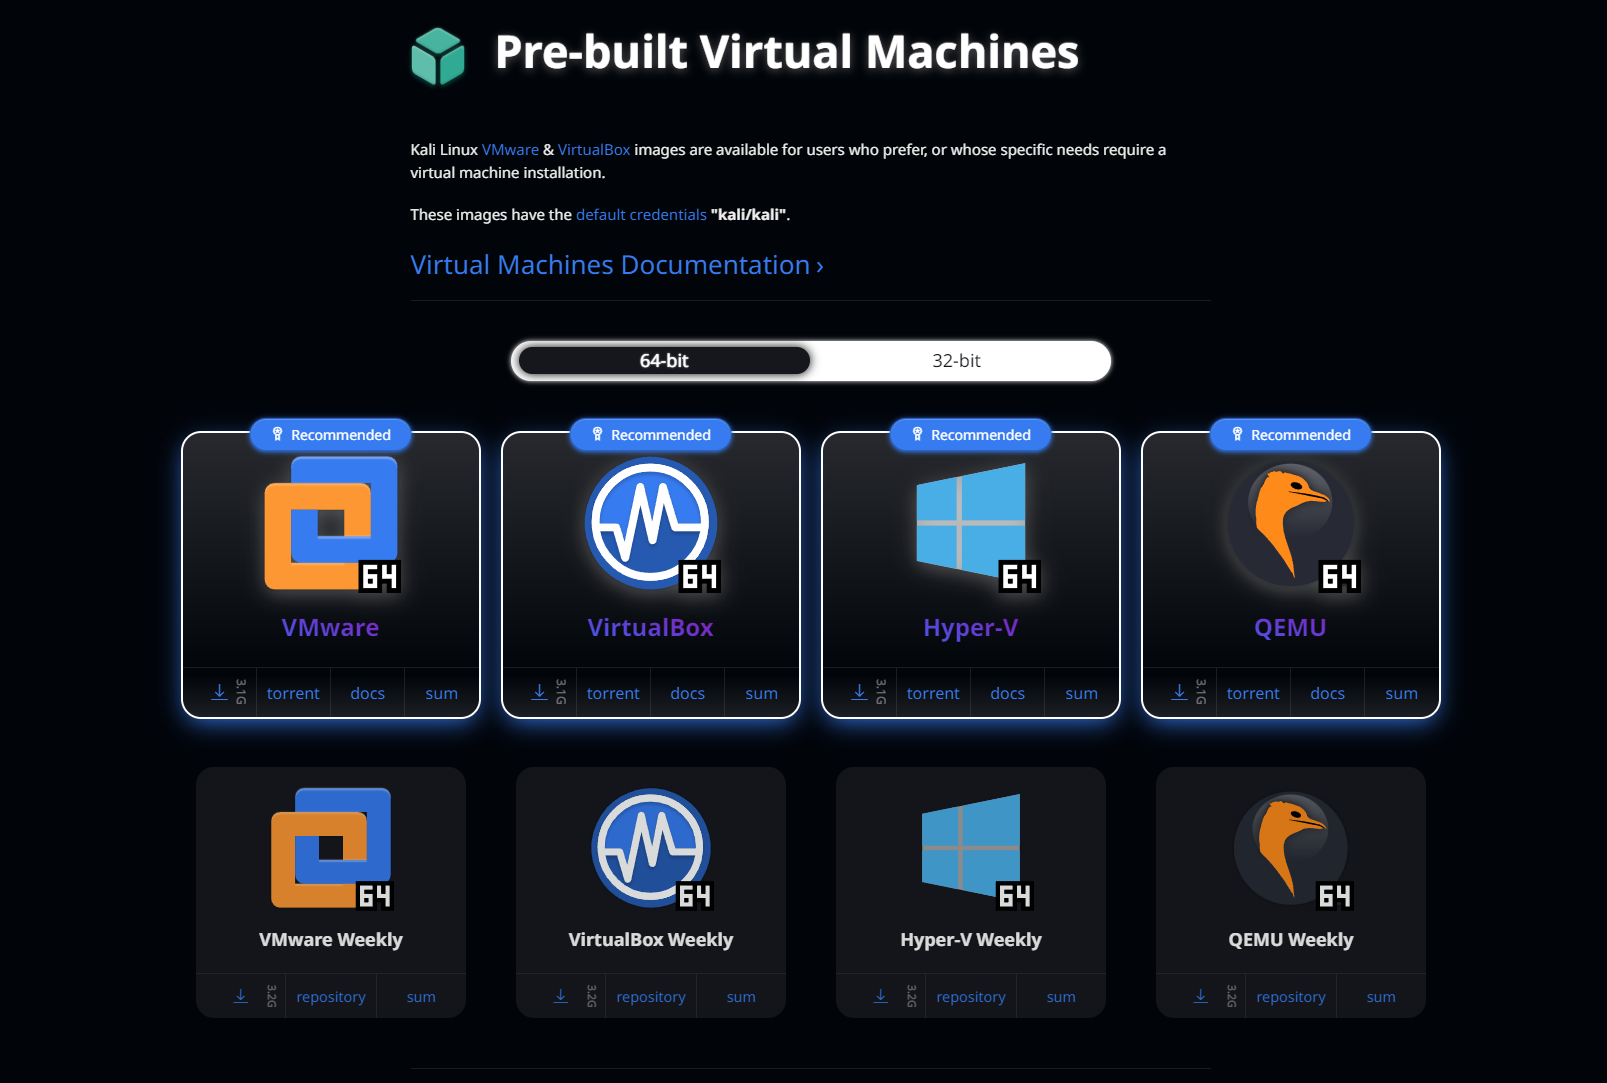 Pre-built Virtual Machines
Kali Linux VMware & VirtualBox images are available for users who prefer, or whose specific needs require a
virtual machine installation.
These images have the default credentials "kali/kali".
Virtual Machines Documentation ›
64-bit 32-bit
Recommended Recommended Recommended Recommended
64 64 64 64
VMware VirtualBox Hyper-V QEMU
3.1G torrent docs sum 3.1G torrent docs sum 3.1G torrent docs sum 3.1G torrent docs sum
64 64 64 64
VMware Weekly VirtualBox Weekly Hyper-V Weekly QEMU Weekly
3.2G repository sum 3.2G repository sum 3.2G repository sum 3.2G repository sum